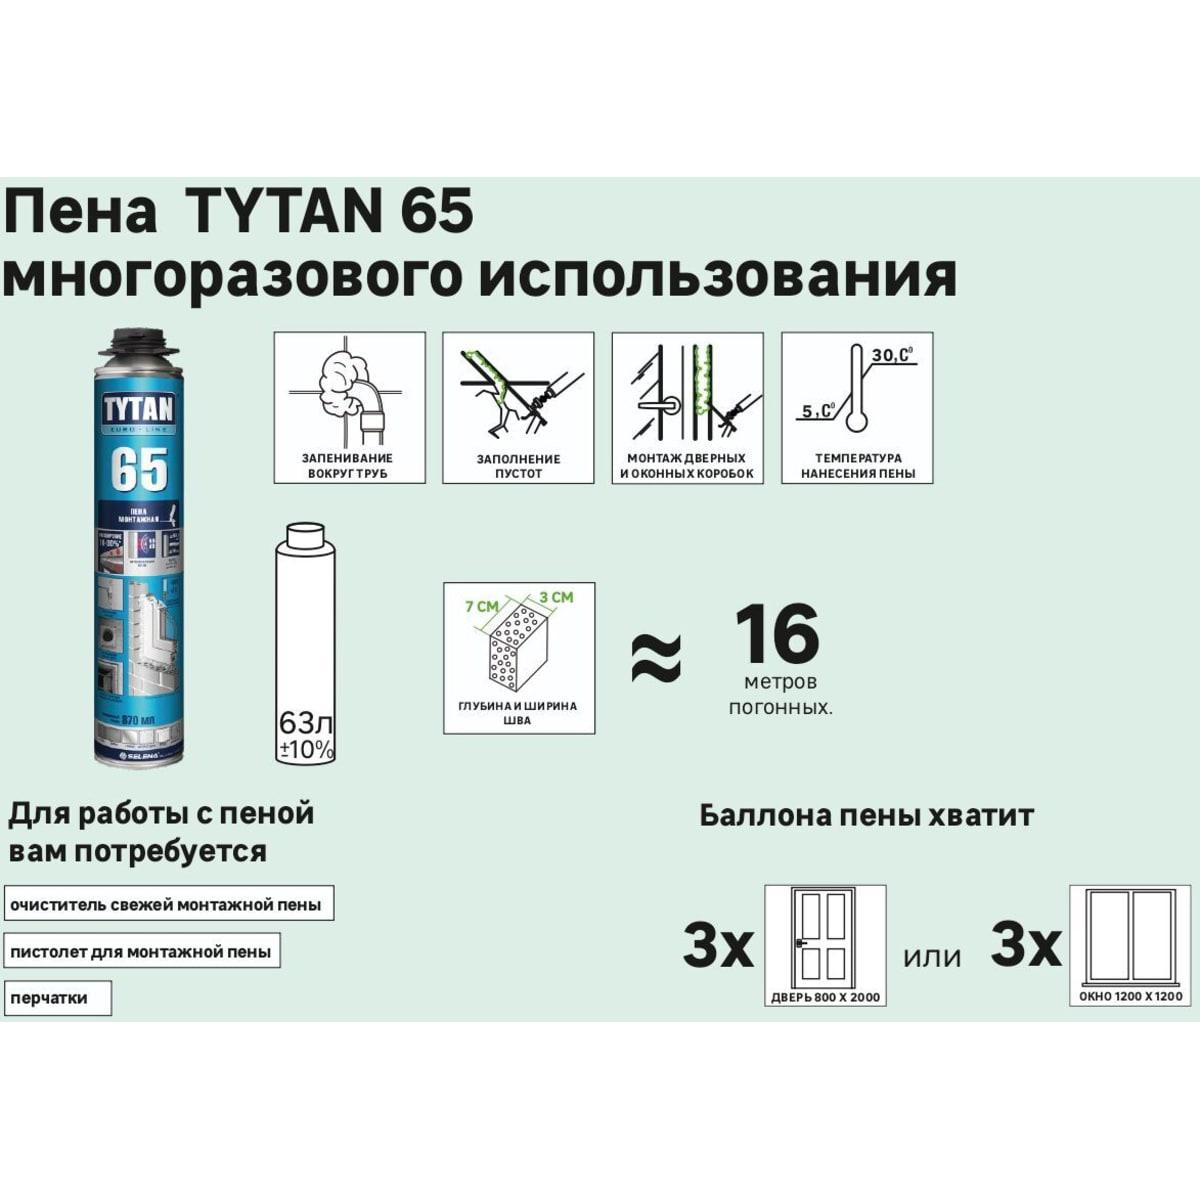 Пена TYTAN 65
многоразового использования
TYTAN
EURO-LINE
65
ПЕНА
МОНТАЖНАЯ
870 МЛ
SELENA
ЗАПЕНИВАНИЕ
ВОКРУГ ТРУБ
ЗАПОЛНЕНИЕ
ПУСТОТ
МОНТАЖ ДВЕРНЫХ
И ОКОННЫХ КОРОБОК
30,C⁰
5,C⁰
ТЕМПЕРАТУРА
НАНЕСЕНИЯ ПЕНЫ
63л
±10%
7 СМ
3 СМ
ГЛУБИНА И ШИРИНА
ШВА
≈
16
метров
погонных.
Для работы с пеной
вам потребуется
очиститель свежей монтажной пены
пистолет для монтажной пены
перчатки
Баллона пены хватит
3х
ДВЕРЬ 800 Х 2000
или
3х
ОКНО 1200 Х 1200